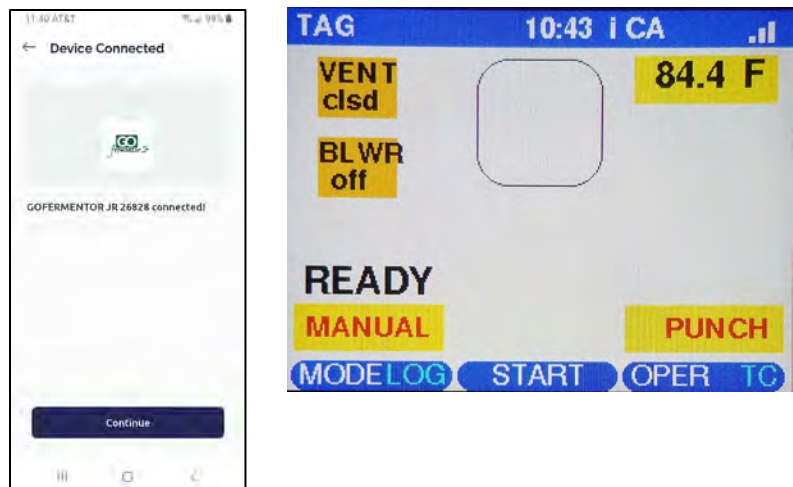 11:40 AT&T 99%
← Device Connected
GO
GOFERMENTOR JR 26828 connected!
Continue
TAG 10:43 i CA
VENT 84.4 F
clsd
BLWR
off
READY
MANUAL PUNCH
MODE LOG START OPER TC